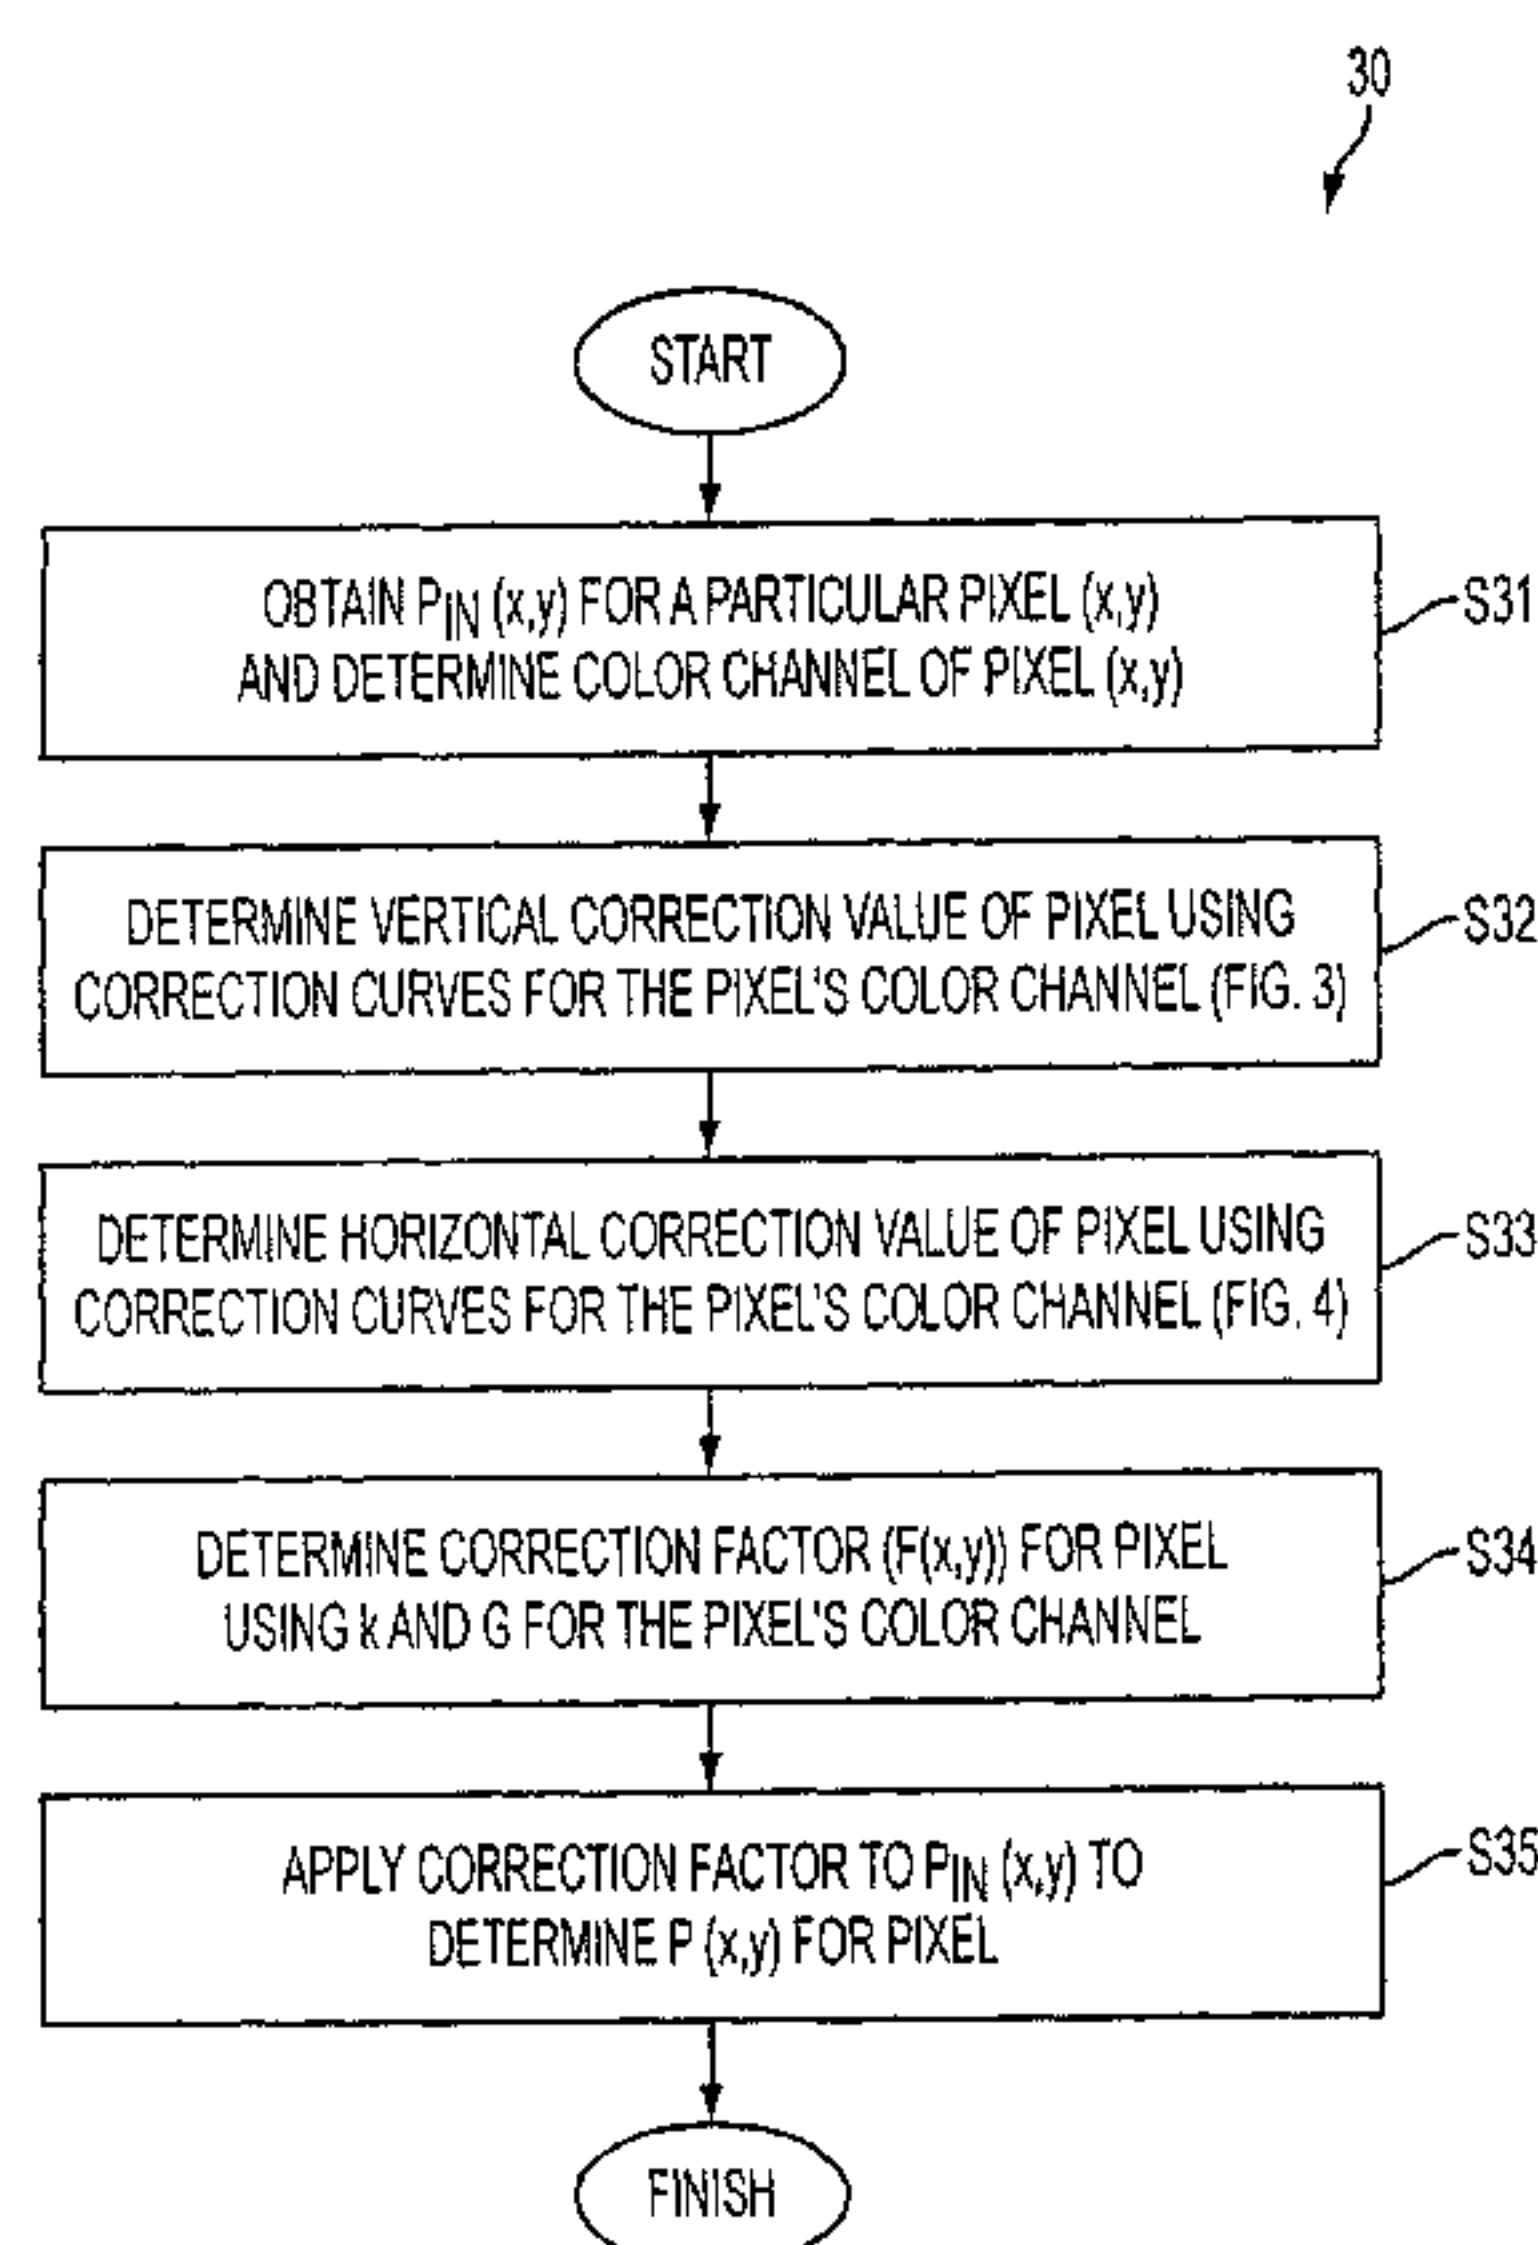 30
START
OBTAIN PIN (x,y) FOR A PARTICULAR PIXEL (x,y)
AND DETERMINE COLOR CHANNEL OF PIXEL (x,y)
S31
DETERMINE VERTICAL CORRECTION VALUE OF PIXEL USING
CORRECTION CURVES FOR THE PIXEL'S COLOR CHANNEL (FIG. 3)
S32
DETERMINE HORIZONTAL CORRECTION VALUE OF PIXEL USING
CORRECTION CURVES FOR THE PIXEL'S COLOR CHANNEL (FIG. 4)
S33
DETERMINE CORRECTION FACTOR (F(x,y)) FOR PIXEL
USING k AND G FOR THE PIXEL'S COLOR CHANNEL
S34
APPLY CORRECTION FACTOR TO PIN (x,y) TO
DETERMINE P (x,y) FOR PIXEL
S35
FINISH